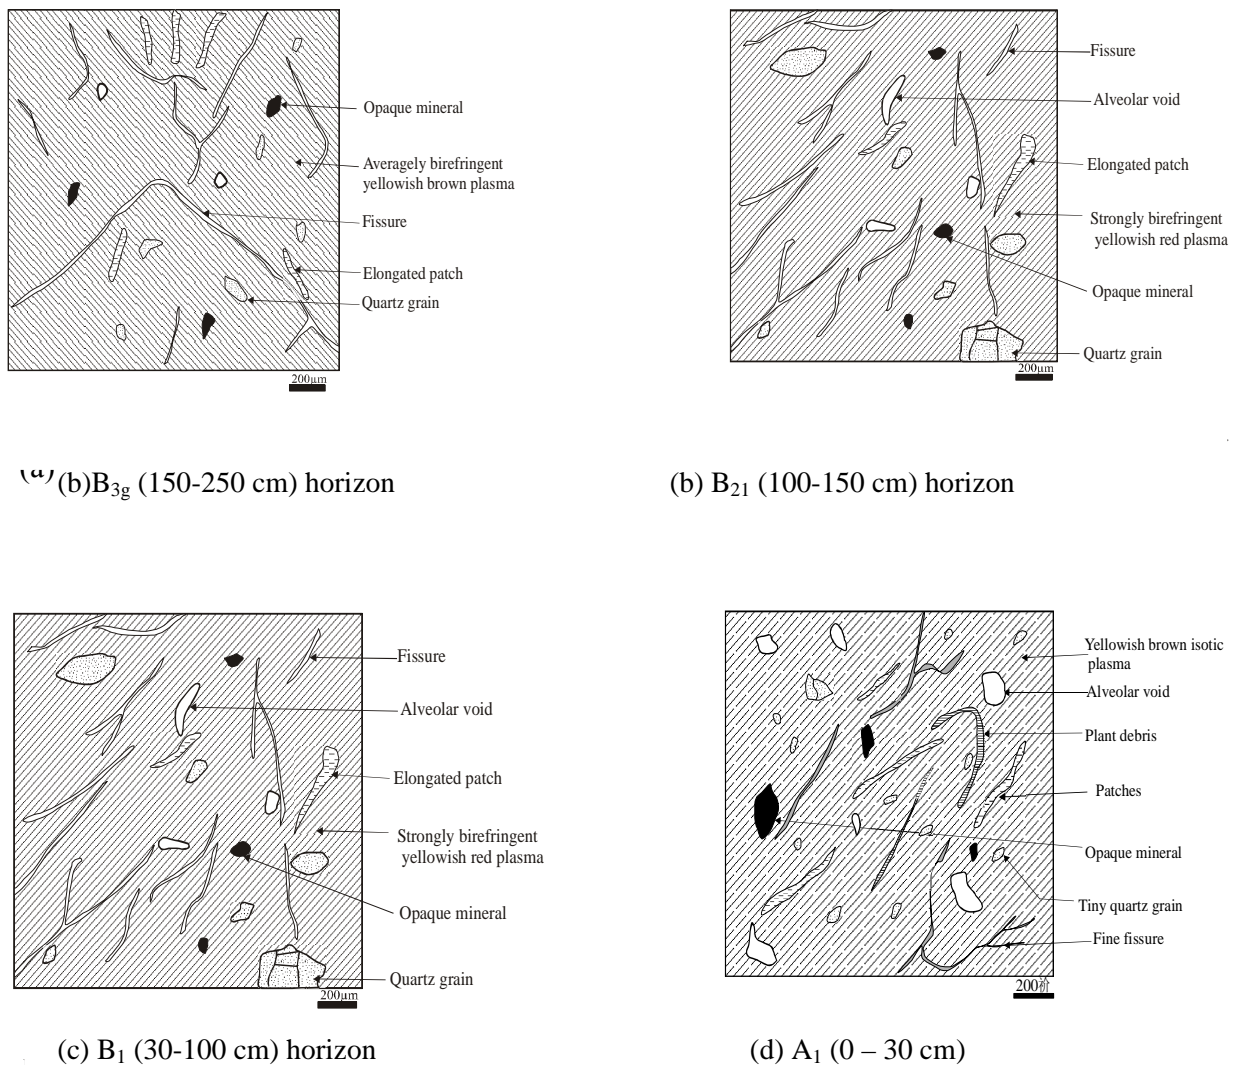 Opaque mineral
Averagely birefringent
yellowish brown plasma
Fissure
Elongated patch
Quartz grain
200µm
Fissure
Alveolar void
Elongated patch
Strongly birefringent
yellowish red plasma
Opaque mineral
Quartz grain
200µm
(a) (b)B3g (150-250 cm) horizon
(b) B21 (100-150 cm) horizon
Fissure
Alveolar void
Elongated patch
Strongly birefringent
yellowish red plasma
Opaque mineral
Quartz grain
200µm
Yellowish brown isotic
plasma
Alveolar void
Plant debris
Patches
Opaque mineral
Tiny quartz grain
Fine fissure
200祄
(c) B1 (30-100 cm) horizon
(d) A1 (0 – 30 cm)